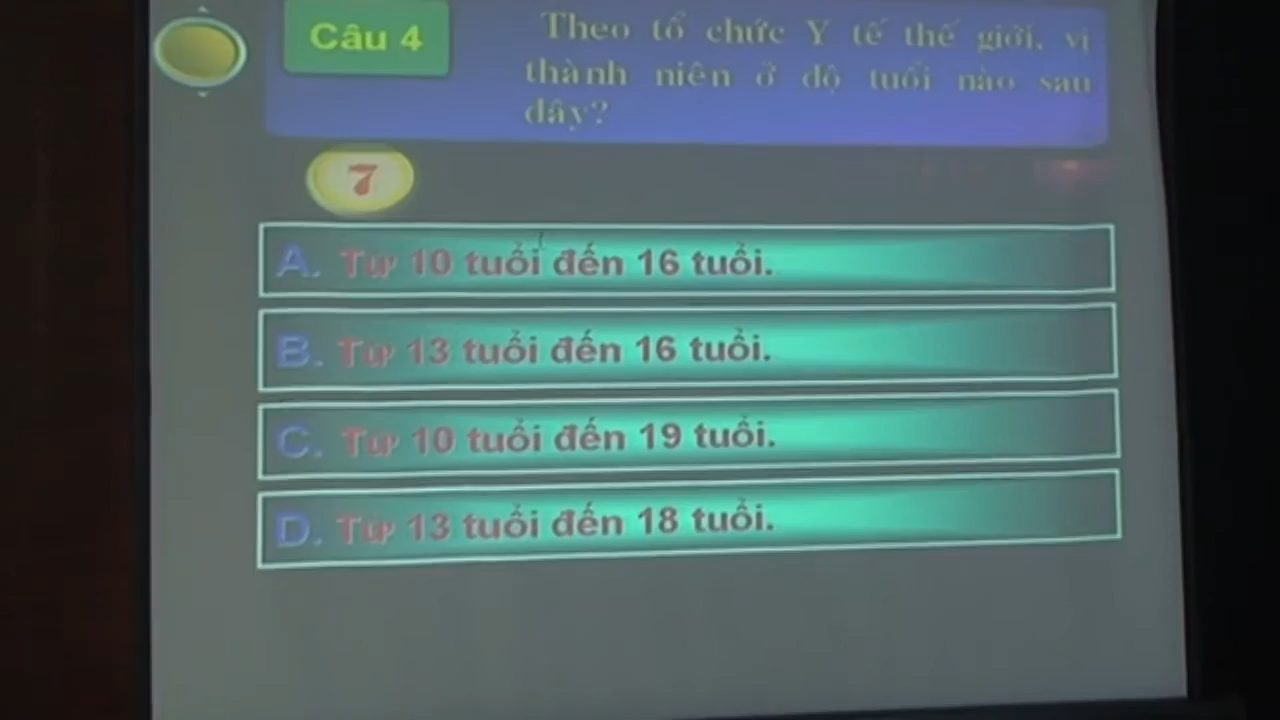 Câu 4
Theo tổ chức Y tế thế giới, vị
thành niên ở độ tuổi nào sau
đây?
7
A. Từ 10 tuổi đến 16 tuổi.
B. Từ 13 tuổi đến 16 tuổi.
C. Từ 10 tuổi đến 19 tuổi.
D. Từ 13 tuổi đến 18 tuổi.